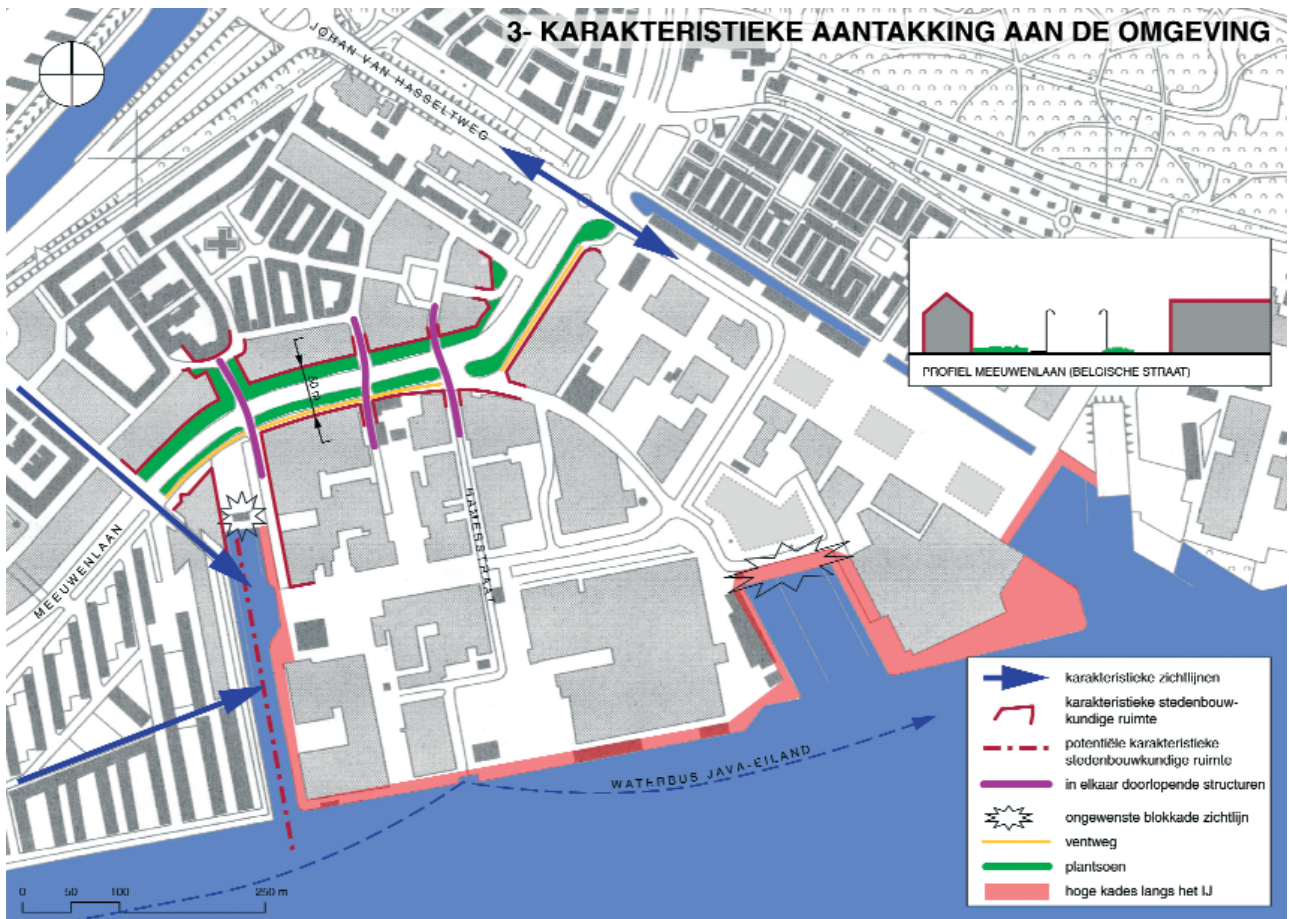 3- KARAKTERISTIEKE AANTAKKING AAN DE OMGEVING
JOHAN VAN HASSELTWEG
PROFIEL MEEUWENLAAN (BELGISCHE STRAAT)
50 m
MEEUWENLAAN
HAMERSTRAAT
WATERBUS JAVA-EILAND
karakteristieke zichtlijnen
karakteristieke stedenbouw-
kundige ruimte
potentiële karakteristieke
stedenbouwkundige ruimte
in elkaar doorlopende structuren
ongewenste blokkade zichtlijn
ventweg
plantsoen
hoge kades langs het IJ
0 50 100 250 m